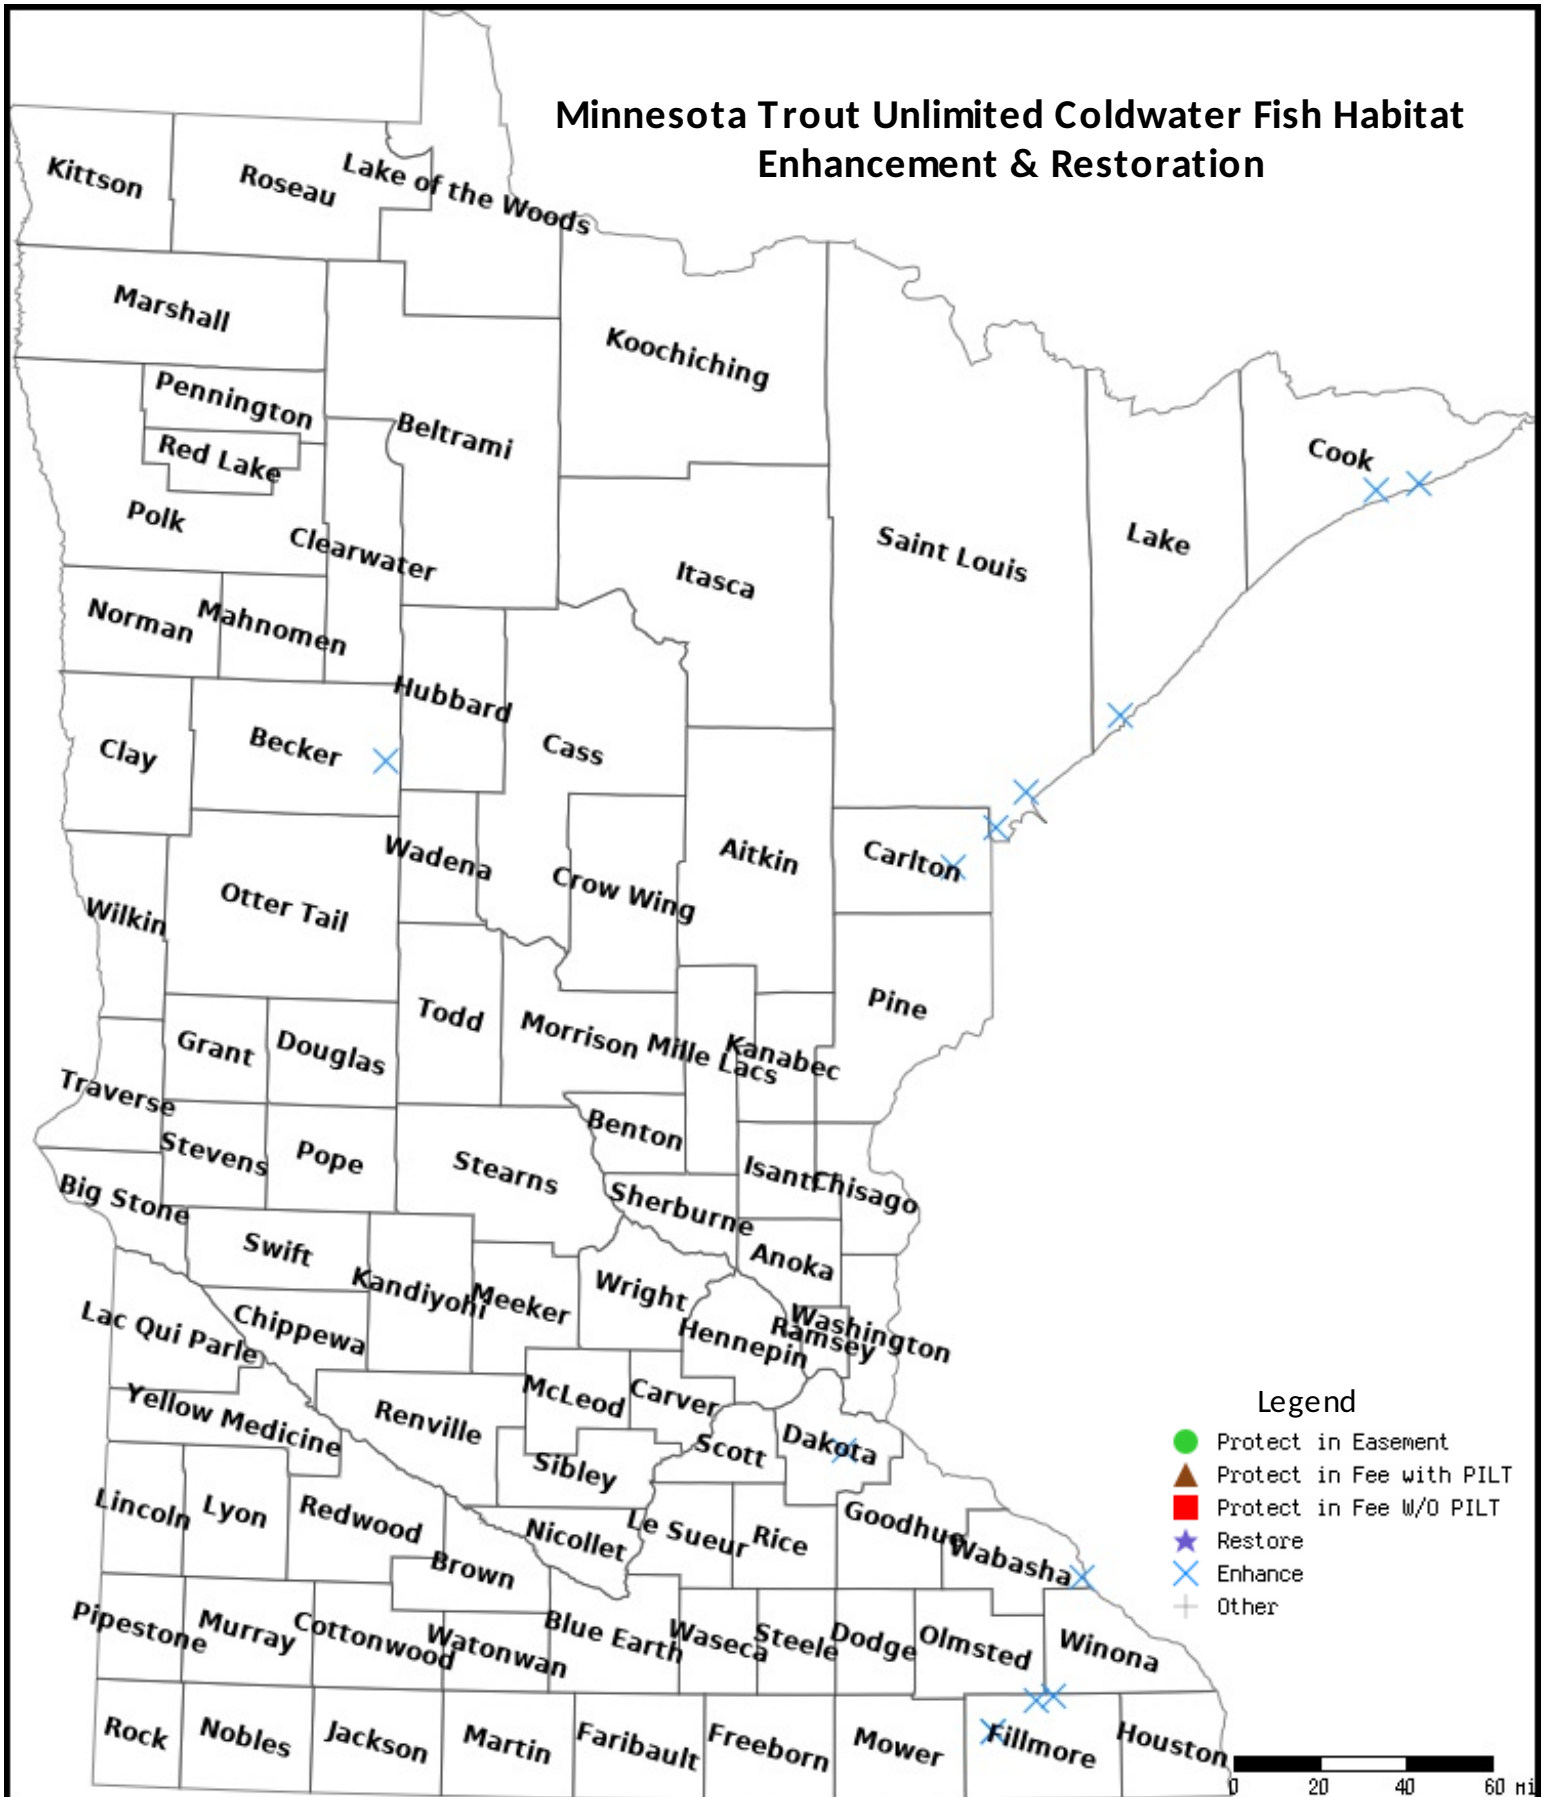 Minnesota Trout Unlimited Coldwater Fish Habitat
Enhancement & Restoration
Kittson
Roseau
Lake of the Woods
Marshall
Koochiching
Pennington
Beltrami
Red Lake
Cook
Polk
Clearwater
Saint Louis
Lake
Itasca
Norman
Mahnomen
Hubbard
Clay
Becker
Cass
Wadena
Aitkin
Carlton
Wilkin
Otter Tail
Crow Wing
Pine
Todd
Morrison
Grant
Douglas
Mille Lacs
Kanabec
Traverse
Benton
Stevens
Pope
Stearns
Isanti
Chisago
Big Stone
Sherburne
Swift
Anoka
Kandiyohi
Meeker
Wright
Lac Qui Parle
Chippewa
Hennepin
Ramsey
Washington
Yellow Medicine
Renville
McLeod
Carver
Scott
Dakota
Sibley
Lincoln
Lyon
Redwood
Nicollet
Le Sueur
Rice
Goodhue
Wabasha
Brown
Pipestone
Murray
Cottonwood
Watonwan
Blue Earth
Waseca
Steele
Dodge
Olmsted
Winona
Rock
Nobles
Jackson
Martin
Faribault
Freeborn
Mower
Fillmore
Houston
Legend
Protect in Easement
Protect in Fee with PILT
Protect in Fee W/O PILT
Restore
Enhance
Other
0 20 40 60 mi